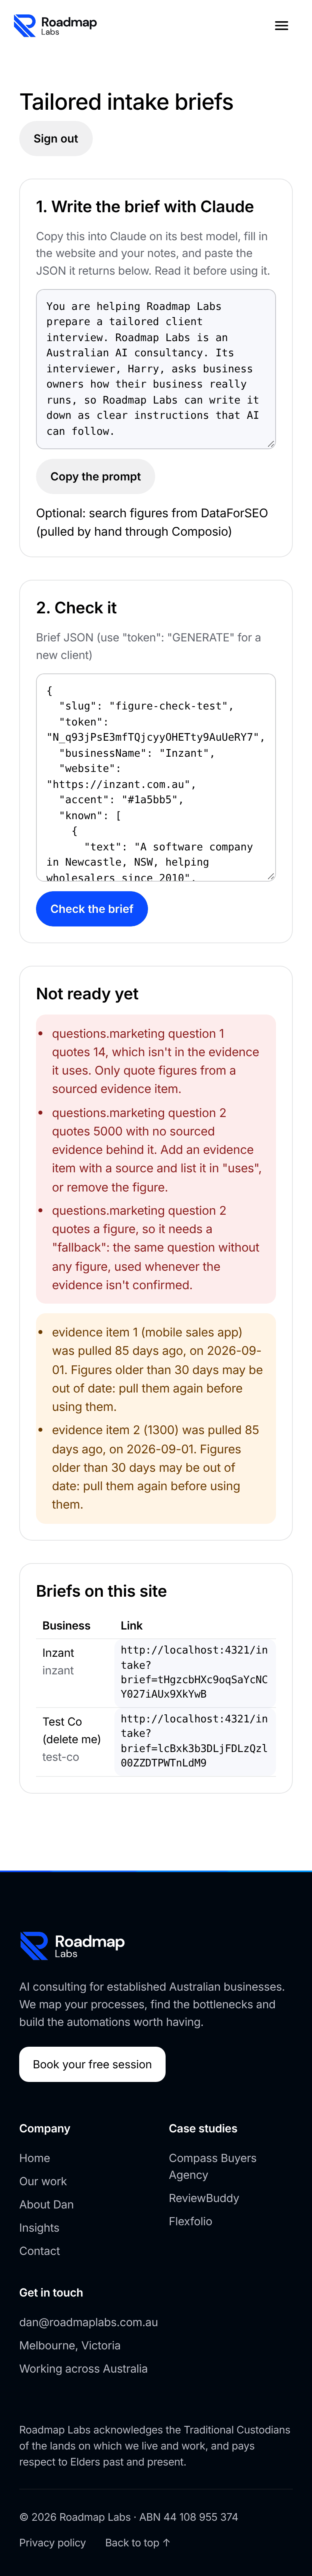 Roadmap
Labs
Tailored intake briefs
Sign out
1. Write the brief with Claude
Copy this into Claude on its best model, fill in
the website and your notes, and paste the
JSON it returns below. Read it before using it.
You are helping Roadmap Labs
prepare a tailored client
interview. Roadmap Labs is an
Australian AI consultancy. Its
interviewer, Harry, asks business
owners how their business really
runs, so Roadmap Labs can write it
down as clear instructions that AI
can follow.
Copy the prompt
Optional: search figures from DataForSEO
(pulled by hand through Composio)
2. Check it
Brief JSON (use "token": "GENERATE" for a
new client)
{
"slug": "figure-check-test",
"token":
"N_q93jPsE3mfTQjcyyOHETy9AuUeRY7",
"businessName": "Inzant",
"website":
"https://inzant.com.au",
"accent": "#1a5bb5",
"known": [
{
"text": "A software company
in Newcastle, NSW, helping
wholesalers since 2010",
Check the brief
Not ready yet
• questions.marketing question 1
quotes 14, which isn't in the evidence
it uses. Only quote figures from a
sourced evidence item.
• questions.marketing question 2
quotes 5000 with no sourced
evidence behind it. Add an evidence
item with a source and list it in "uses",
or remove the figure.
• questions.marketing question 2
quotes a figure, so it needs a
"fallback": the same question without
any figure, used whenever the
evidence isn't confirmed.
• evidence item 1 (mobile sales app)
was pulled 85 days ago, on 2026-09-
01. Figures older than 30 days may be
out of date: pull them again before
using them.
• evidence item 2 (1300) was pulled 85
days ago, on 2026-09-01. Figures
older than 30 days may be out of
date: pull them again before using
them.
Briefs on this site
Business Link
Inzant
inzant
http://localhost:4321/in
take?
brief=tHgzcbHXc9oqSaYcNC
Y027iAUx9XkYwB
Test Co
(delete me)
test-co
http://localhost:4321/in
take?
brief=lcBxk3b3DLjFDLzQzl
00ZZDTPWTnLdM9
Roadmap
Labs
AI consulting for established Australian businesses.
We map your processes, find the bottlenecks and
build the automations worth having.
Book your free session
Company
Home
Our work
About Dan
Insights
Contact
Case studies
Compass Buyers
Agency
ReviewBuddy
Flexfolio
Get in touch
dan@roadmaplabs.com.au
Melbourne, Victoria
Working across Australia
Roadmap Labs acknowledges the Traditional Custodians
of the lands on which we live and work, and pays
respect to Elders past and present.
© 2026 Roadmap Labs · ABN 44 108 955 374
Privacy policy Back to top ↑